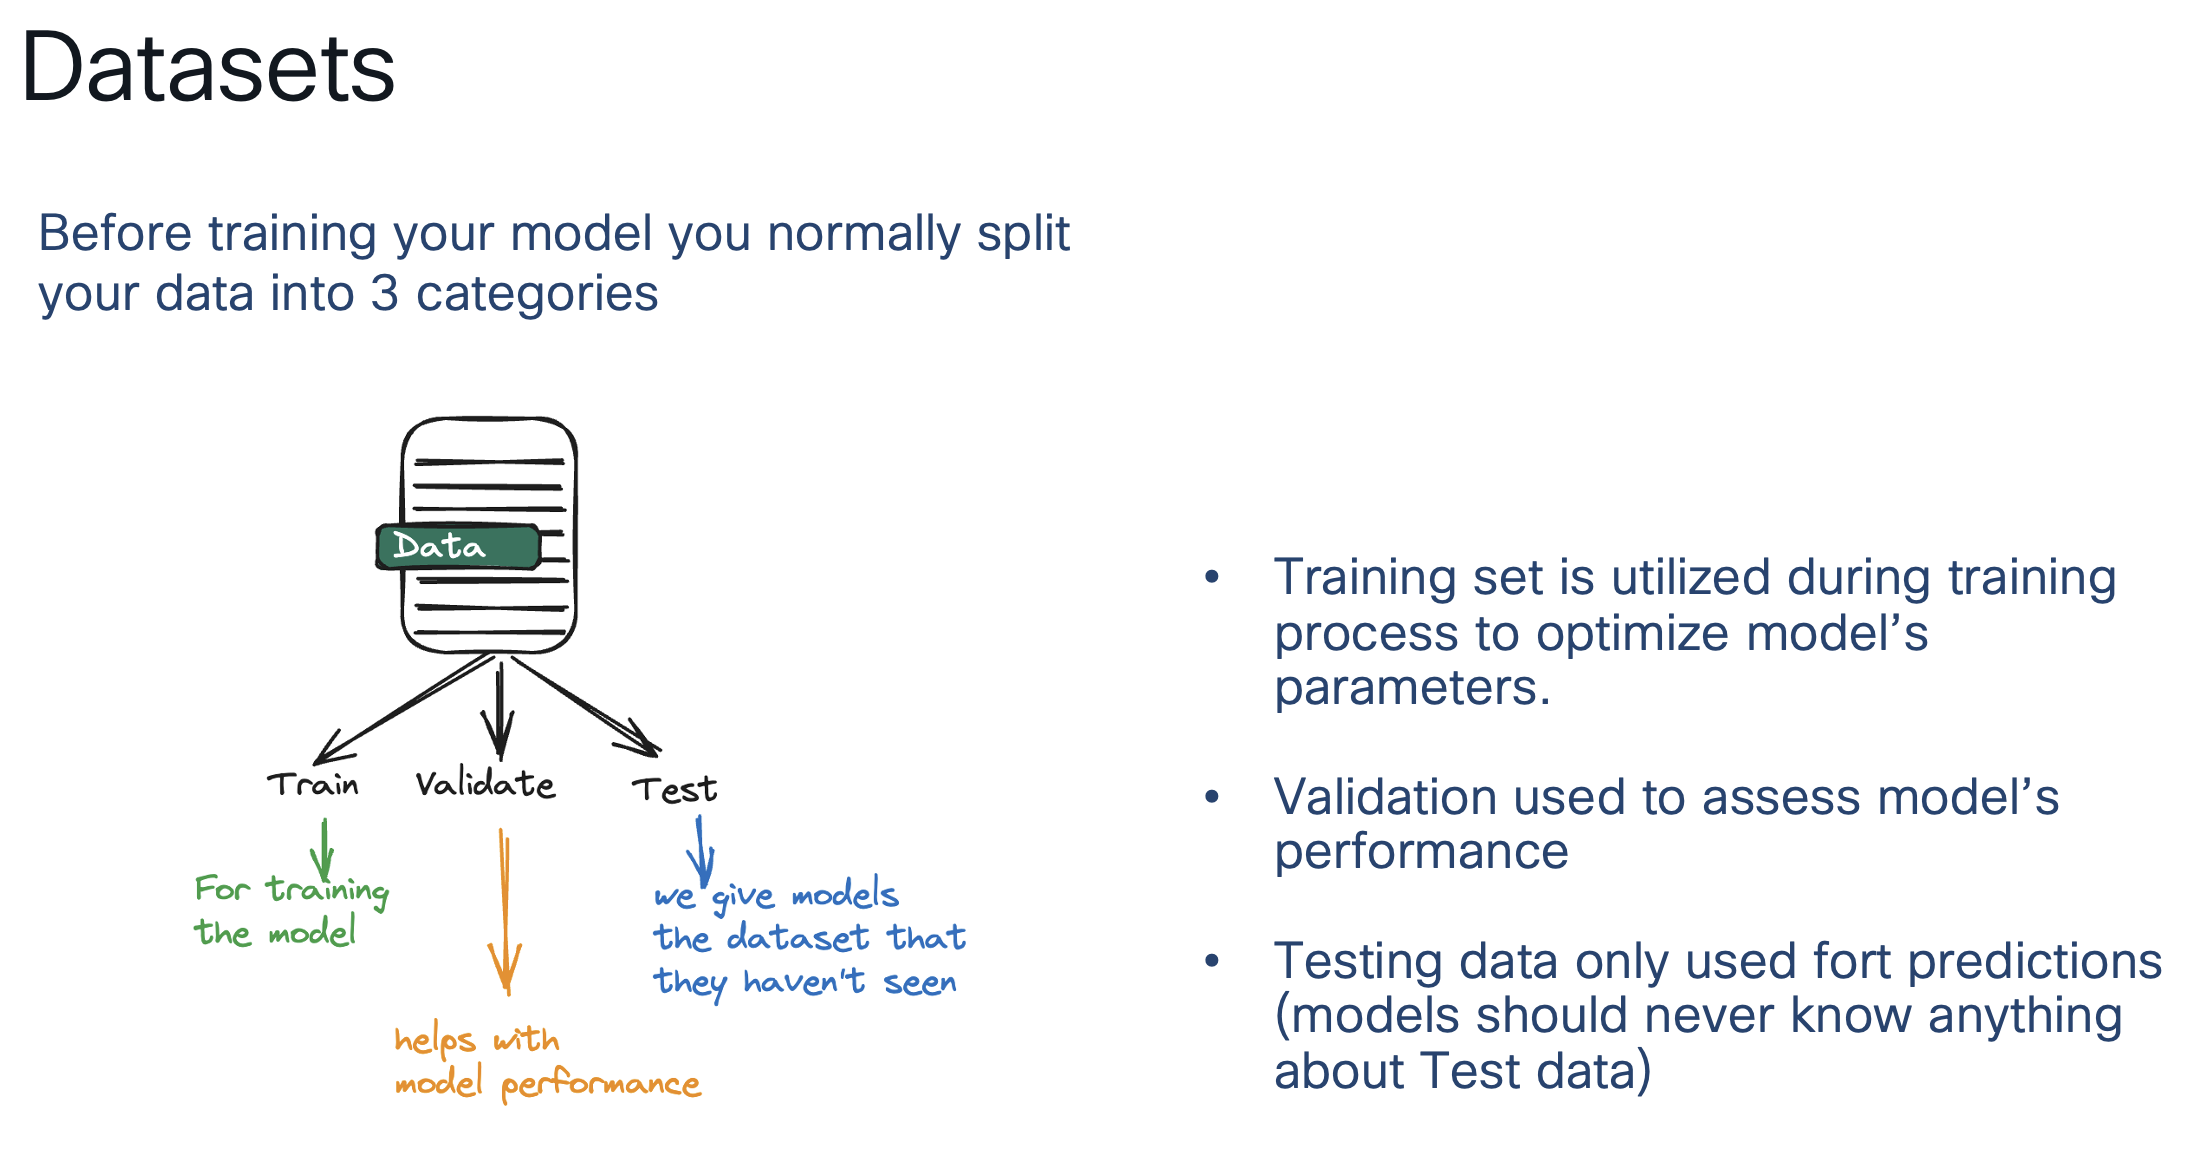 Datasets
Before training your model you normally split
your data into 3 categories
Data
Train
Validate
Test
For training
the model
helps with
model performance
we give models
the dataset that
they haven't seen
• Training set is utilized during training
process to optimize model’s
parameters.
• Validation used to assess model’s
performance
• Testing data only used fort predictions
(models should never know anything
about Test data)